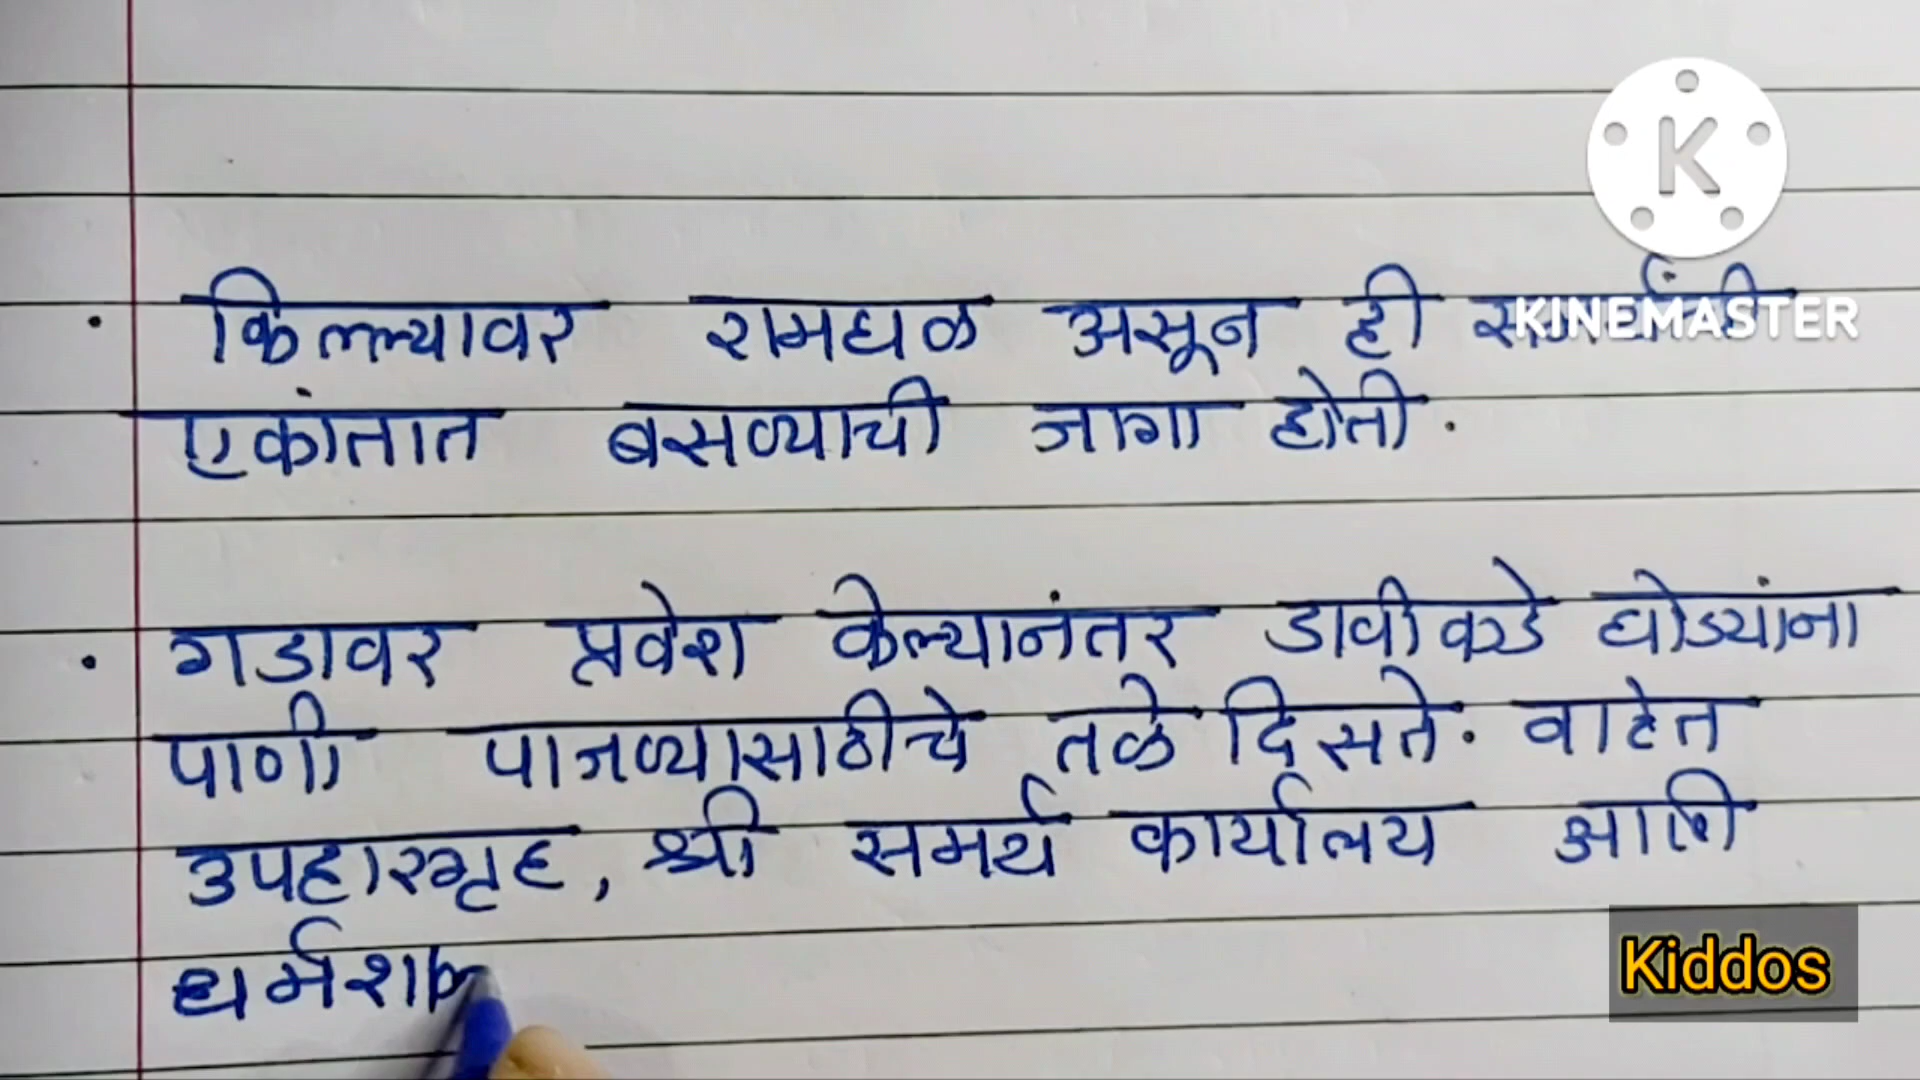 • किल्ल्यावर रामघळ असून ही
एकांतात बसण्याची जागा होती.
• गडावर प्रवेश केल्यानंतर डावीकडे घोड्यांना
पाणी पाजण्यासाठीचे तळे दिसते. वाटेत
उपहारगृह, श्री समर्थ कार्यालय आणि
धर्मशा
K
KINEMASTER
Kiddos